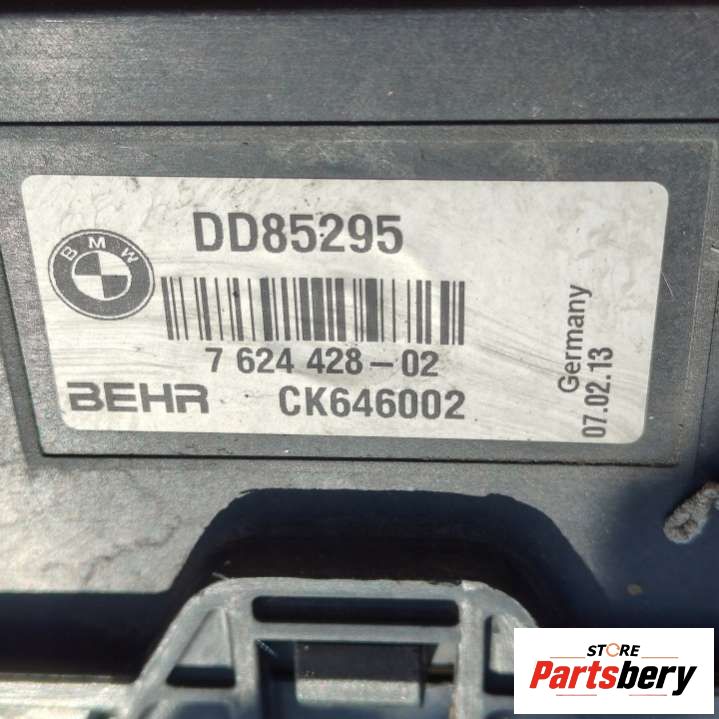 DD85295
BMW
7 624 428-02
BEHR CK646002
Germany
07.02.13
STORE
Partsbery